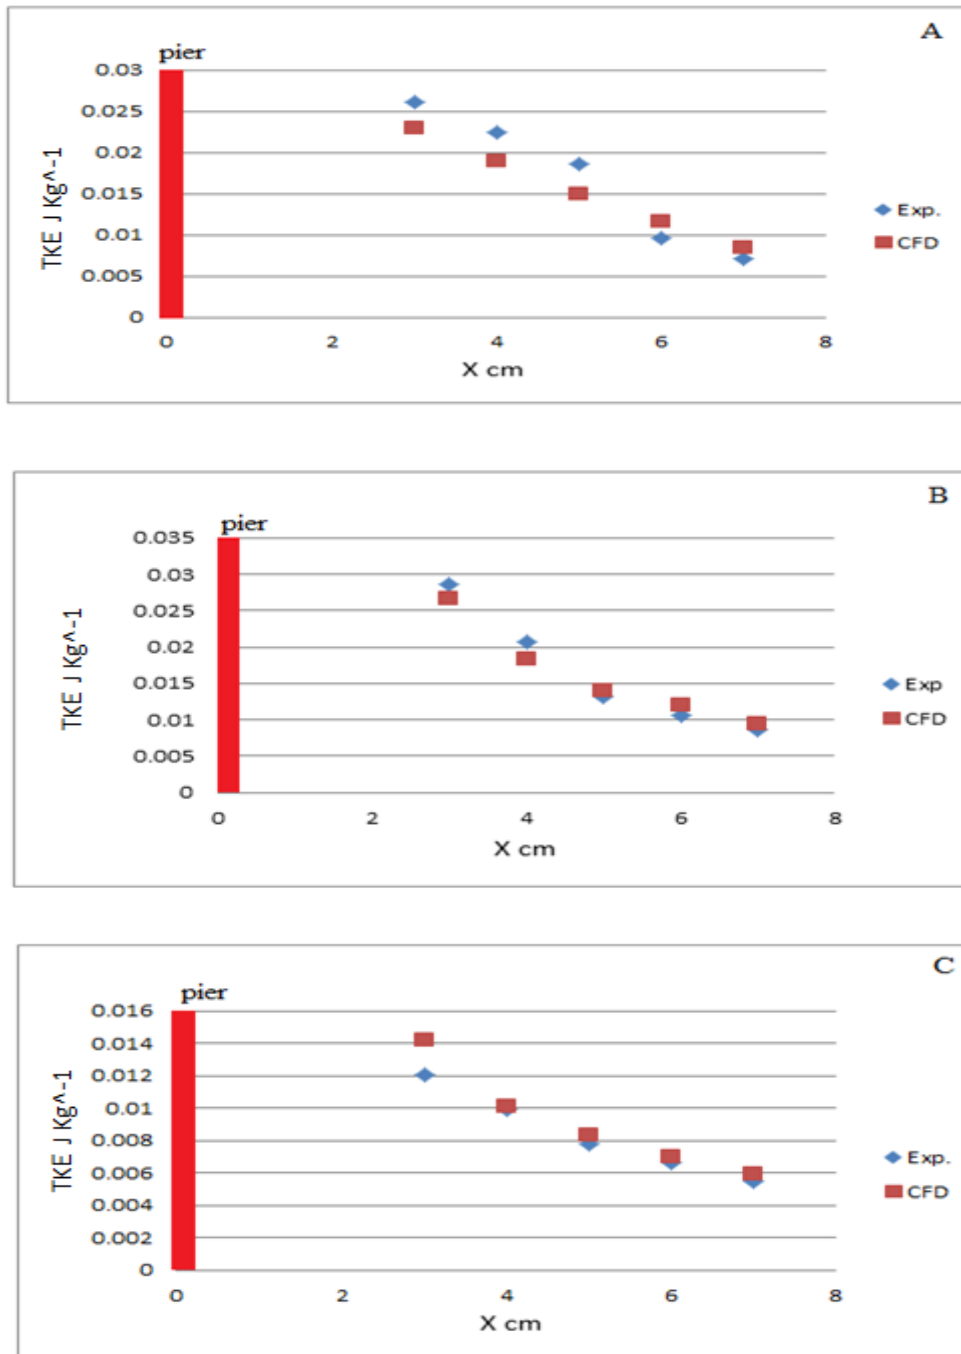 A
pier
0.03
0.025
0.02
0.015
0.01
0.005
0
TKE J Kg^-1
0 2 4 6 8
X cm
Exp.
CFD
B
pier
0.035
0.03
0.025
0.02
0.015
0.01
0.005
0
TKE J Kg^-1
0 2 4 6 8
X cm
Exp
CFD
C
pier
0.016
0.014
0.012
0.01
0.008
0.006
0.004
0.002
0
TKE J Kg^-1
0 2 4 6 8
X cm
Exp.
CFD